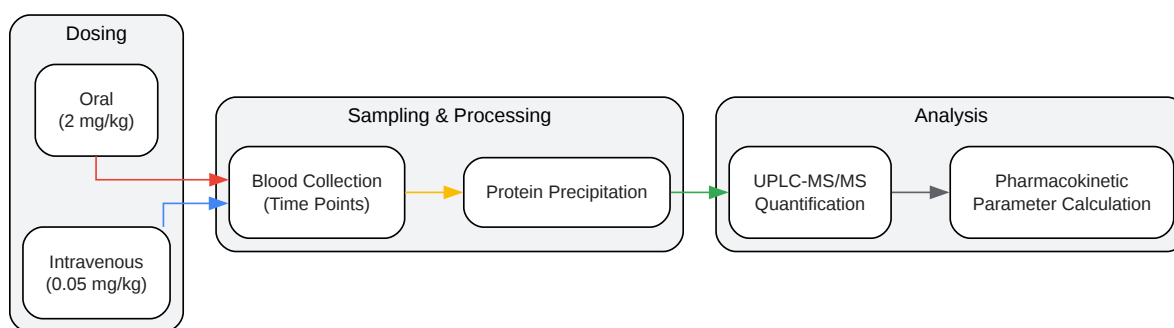 Dosing
Oral
(2 mg/kg)
Intravenous
(0.05 mg/kg)
Sampling & Processing
Blood Collection
(Time Points)
Protein Precipitation
Analysis
UPLC-MS/MS
Quantification
Pharmacokinetic
Parameter Calculation